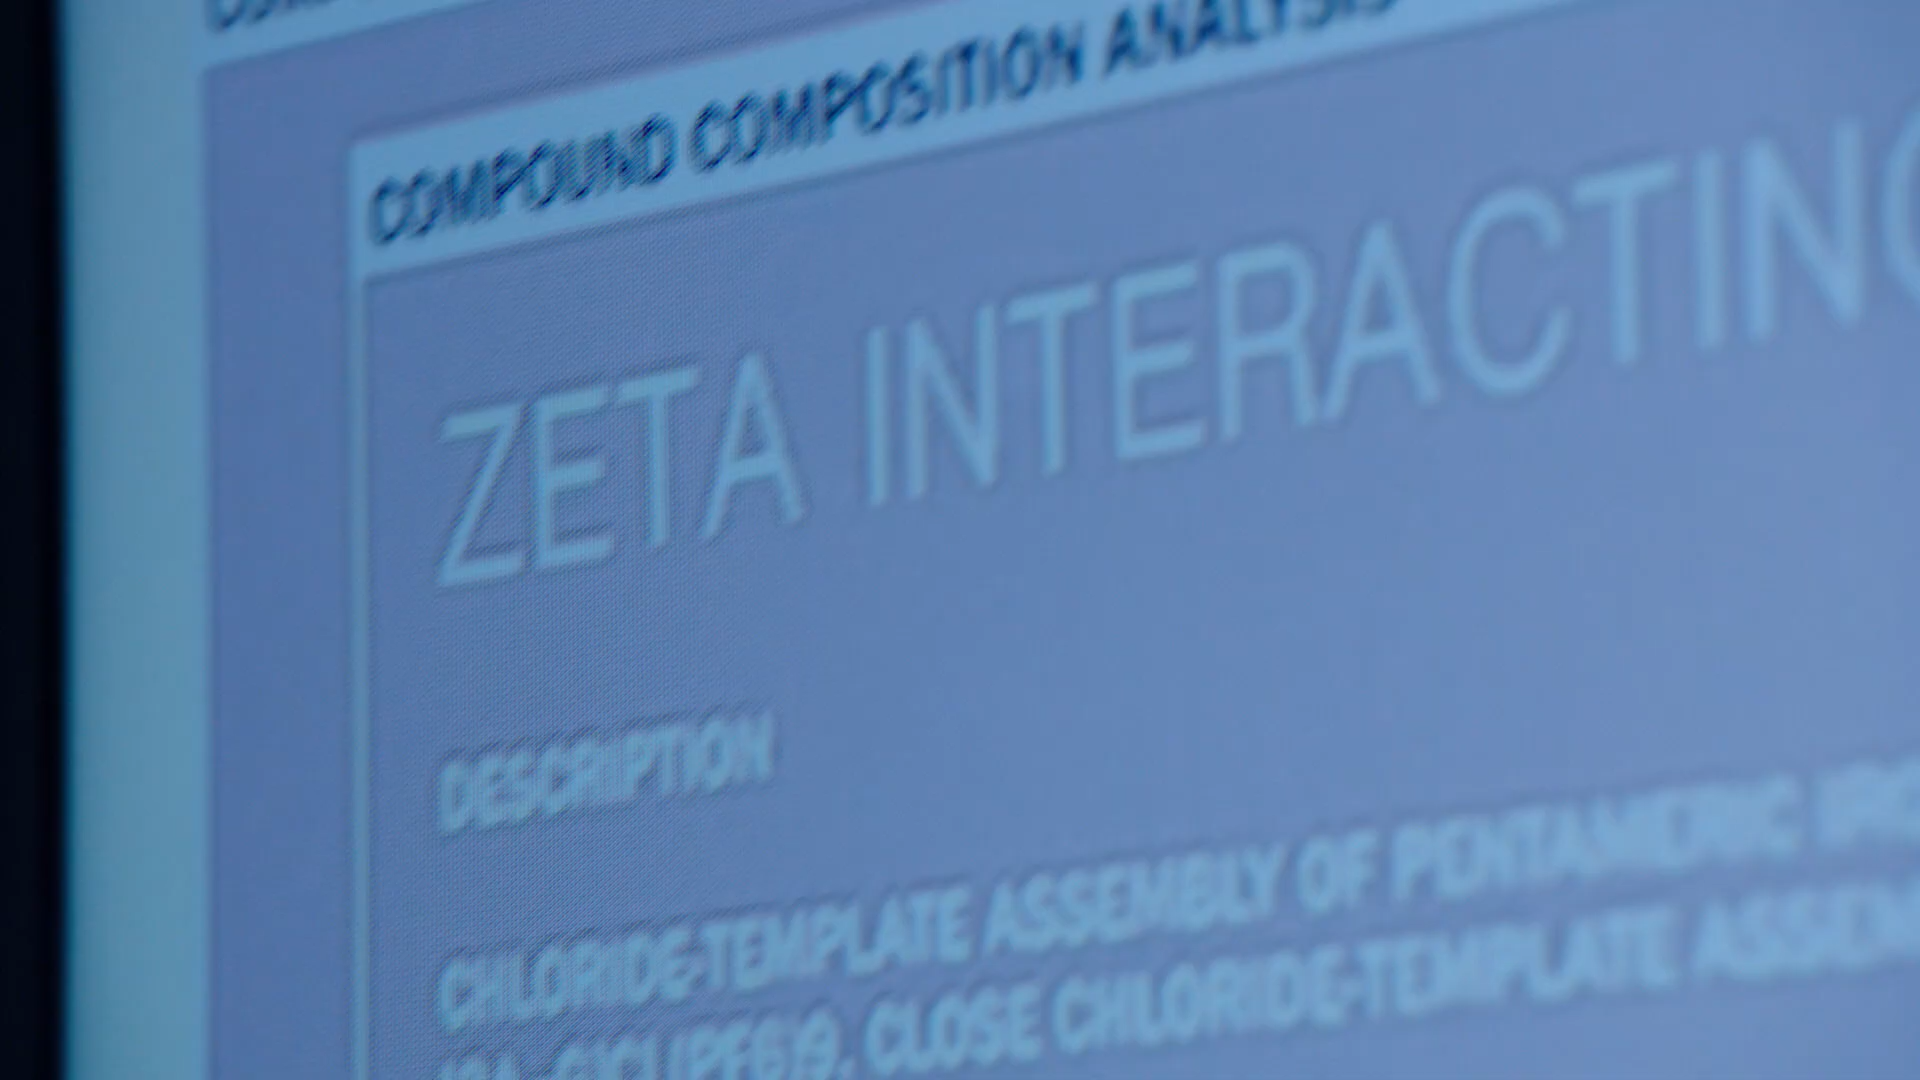 COMPOUND COMPOSITION ANALYSIS
ZETA INTERACTING
DESCRIPTION
CHLORIDE-TEMPLATE ASSEMBLY OF PENTAMERIC
CLOSE CHLORIDE-TEMPLATE